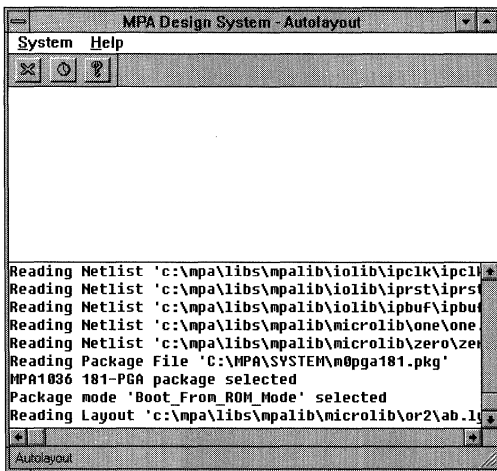 MPA Design System - Autolayout
System Help
Reading Netlist 'c:\mpa\libs\mpalib\iolib\ipclk\ipcl
Reading Netlist 'c:\mpa\libs\mpalib\iolib\iprst\iprst
Reading Netlist 'c:\mpa\libs\mpalib\iolib\ipbuf\ipbu
Reading Netlist 'c:\mpa\libs\mpalib\microlib\one\one.
Reading Netlist 'c:\mpa\libs\mpalib\microlib\zero\zer
Reading Package File 'C:\MPA\SYSTEM\m0pga181.pkg'
MPA1036 181-PGA package selected
Package mode 'Boot_From_ROM_Mode' selected
Reading Layout 'c:\mpa\libs\mpalib\microlib\or2\ab.ly
Autolayout